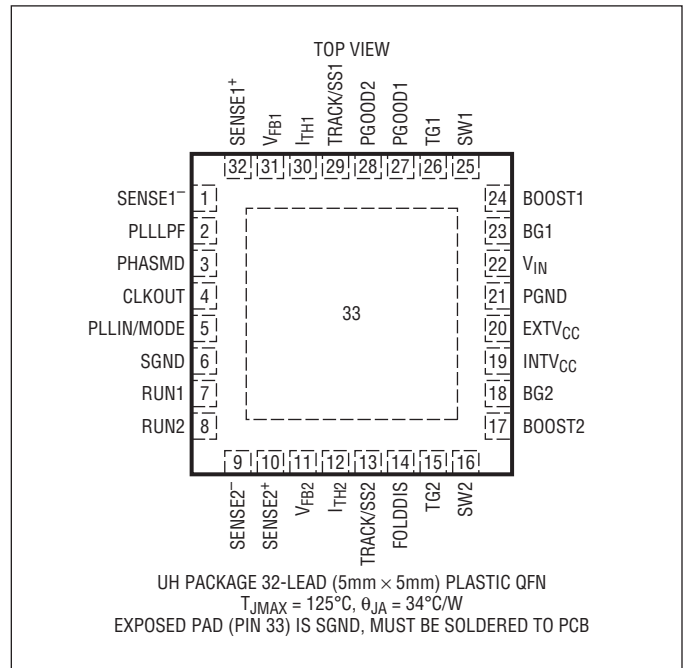 TOP VIEW
SENSE1+
VFB1
ITH1
TRACK/SS1
PGOOD2
PGOOD1
TG1
SW1
32 31 30 29 28 27 26 25
SENSE1– 1
PLLLPF 2
PHASMD 3
CLKOUT 4
PLLIN/MODE 5
SGND 6
RUN1 7
RUN2 8
33
24 BOOST1
23 BG1
22 VIN
21 PGND
20 EXTVCC
19 INTVCC
18 BG2
17 BOOST2
9 10 11 12 13 14 15 16
SENSE2–
SENSE2+
VFB2
ITH2
TRACK/SS2
FOLDDIS
TG2
SW2
UH PACKAGE 32-LEAD (5mm × 5mm) PLASTIC QFN
TJMAX = 125°C, θJA = 34°C/W
EXPOSED PAD (PIN 33) IS SGND, MUST BE SOLDERED TO PCB